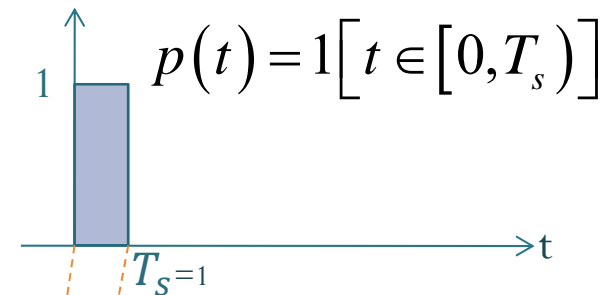 p(t) = 1[t ∈ [0, T_s)]
1
t
T_s=1